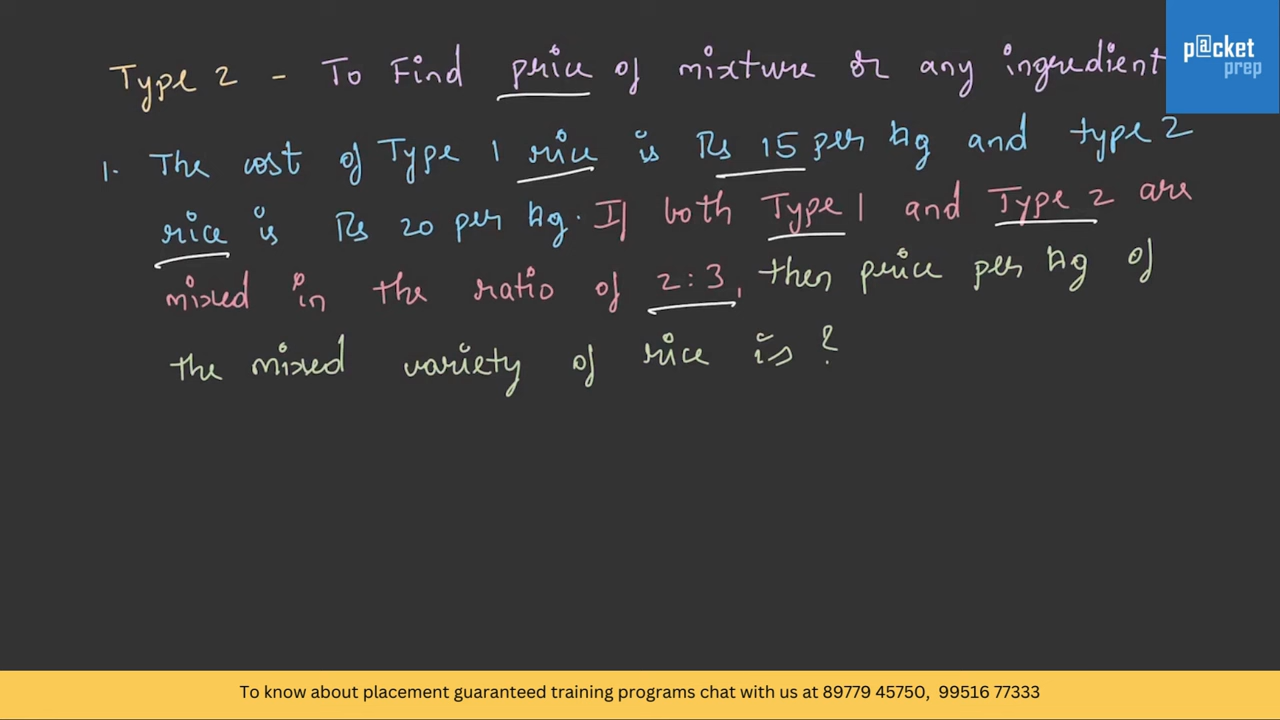 p@cket
prep
Type 2 - To Find price of mixture or any ingredient
1. The cost of Type 1 rice is Rs 15 per kg and type 2
rice is Rs 20 per kg. If both Type 1 and Type 2 are
mixed in the ratio of 2:3, then price per kg of
the mixed variety of rice is?
To know about placement guaranteed training programs chat with us at 89779 45750, 99516 77333